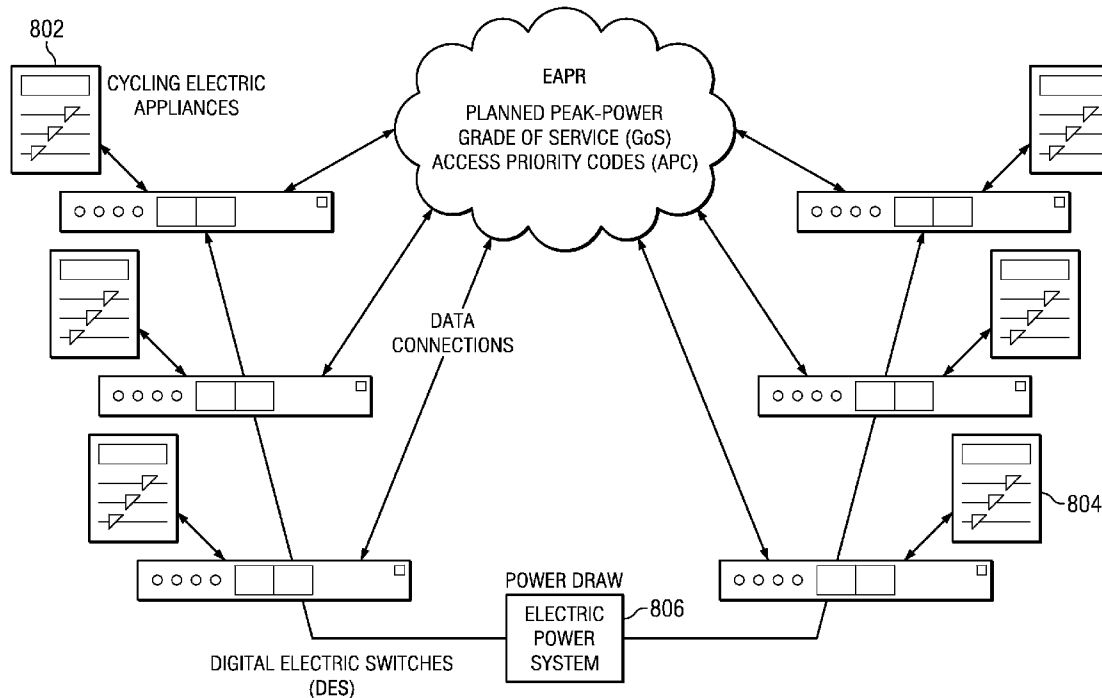 802
CYCLING ELECTRIC
APPLIANCES
EAPR
PLANNED PEAK-POWER
GRADE OF SERVICE (GoS)
ACCESS PRIORITY CODES (APC)
DATA
CONNECTIONS
804
POWER DRAW
806
ELECTRIC
POWER
SYSTEM
DIGITAL ELECTRIC SWITCHES
(DES)